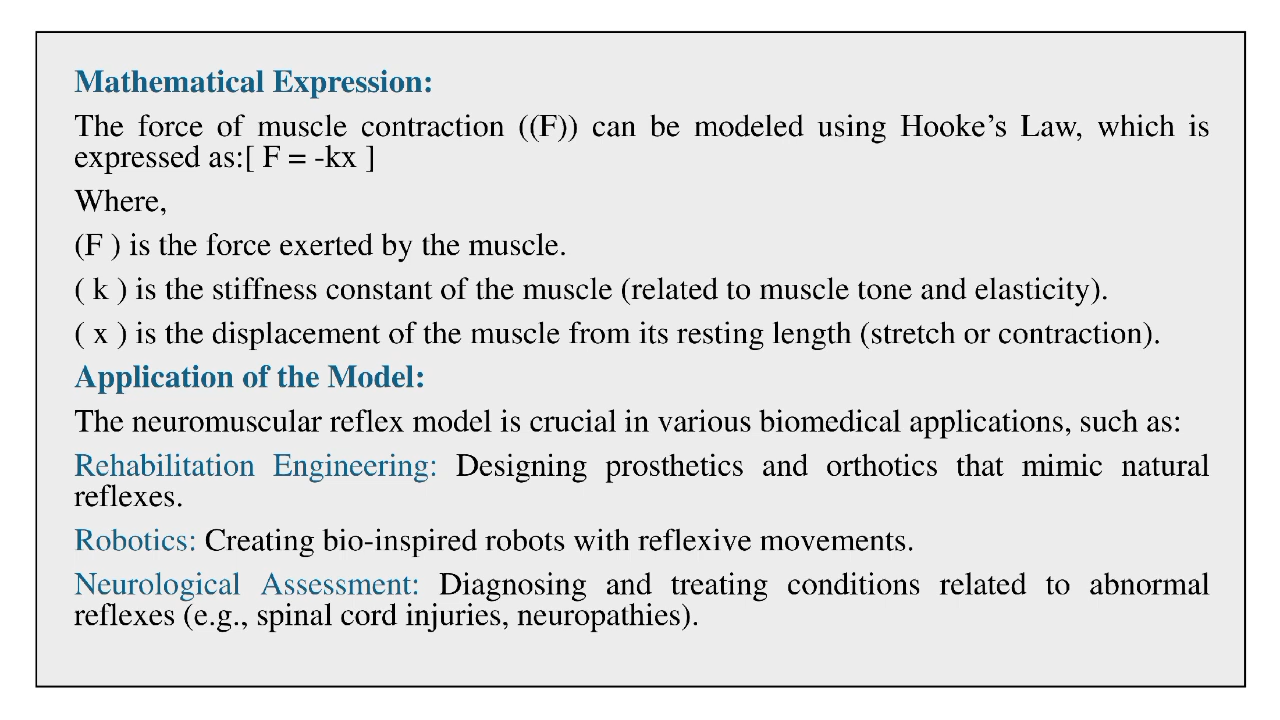 Mathematical Expression:
The force of muscle contraction ((F)) can be modeled using Hooke’s Law, which is
expressed as:[ F = -kx ]
Where,
(F ) is the force exerted by the muscle.
( k ) is the stiffness constant of the muscle (related to muscle tone and elasticity).
( x ) is the displacement of the muscle from its resting length (stretch or contraction).
Application of the Model:
The neuromuscular reflex model is crucial in various biomedical applications, such as:
Rehabilitation Engineering: Designing prosthetics and orthotics that mimic natural
reflexes.
Robotics: Creating bio-inspired robots with reflexive movements.
Neurological Assessment: Diagnosing and treating conditions related to abnormal
reflexes (e.g., spinal cord injuries, neuropathies).